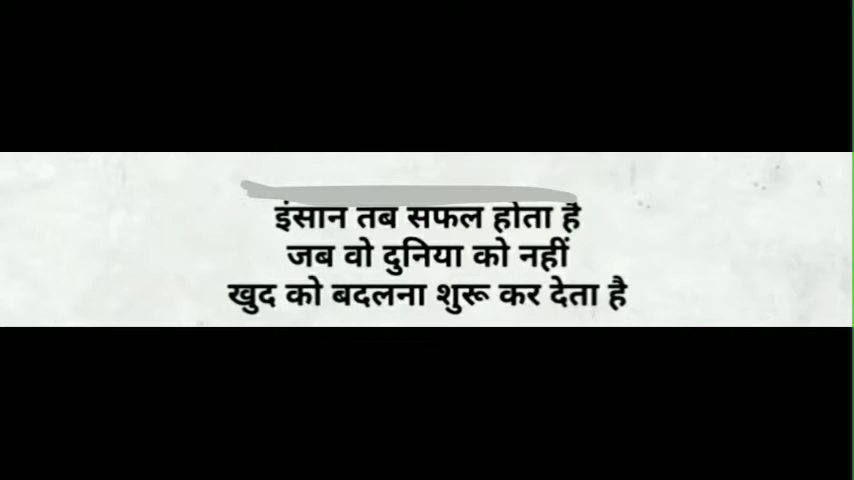 इंसान तब सफल होता है
जब वो दुनिया को नहीं
खुद को बदलना शुरू कर देता है